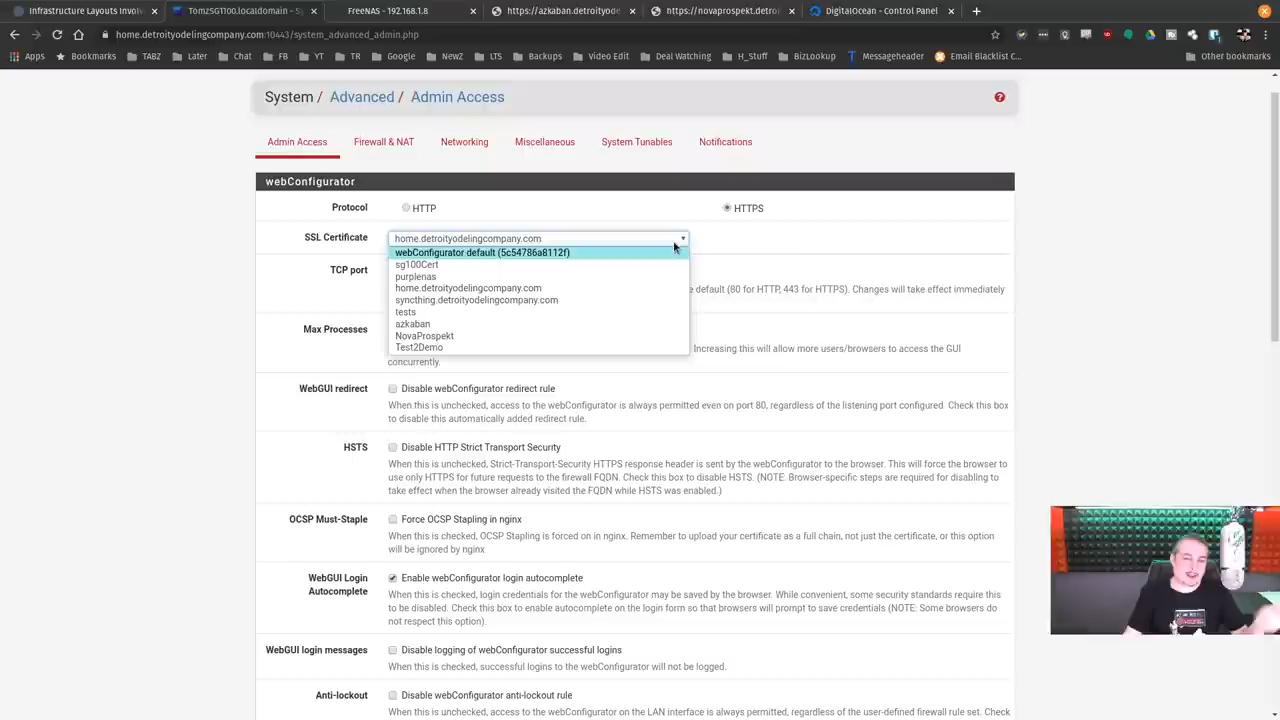 Infrastructure Layouts Involv
TomzSG1100.localdomain - s
FreeNAS - 192.168.1.8
https://azkaban.detroityodel
https://novaprospekt.detroi
DigitalOcean - Control Panel
home.detroityodelingcompany.com:10443/system_advanced_admin.php
Apps
Bookmarks
TABZ
Later
Chat
FB
YT
TR
Google
NewZ
LTS
Backups
Video Edit
Deal Watching
H_Stuff
BizLookup
Messageheader
Email Blacklist C...
Other bookmarks
System / Advanced / Admin Access
Admin Access
Firewall & NAT
Networking
Miscellaneous
System Tunables
Notifications
webConfigurator
Protocol
HTTP
HTTPS
SSL Certificate
home.detroityodelingcompany.com
webConfigurator default (5c54786a8112f)
sg100Cert
purplenas
home.detroityodelingcompany.com
syncthing.detroityodelingcompany.com
tests
azkaban
NovaProspekt
Test2Demo
TCP port
e default (80 for HTTP, 443 for HTTPS). Changes will take effect immediately
Max Processes
Increasing this will allow more users/browsers to access the GUI
concurrently.
WebGUI redirect
Disable webConfigurator redirect rule
When this is unchecked, access to the webConfigurator is always permitted even on port 80, regardless of the listening port configured. Check this box
to disable this automatically added redirect rule.
HSTS
Disable HTTP Strict Transport Security
When this is unchecked, Strict-Transport-Security HTTPS response header is sent by the webConfigurator to the browser. This will force the browser to
use only HTTPS for future requests to the firewall FQDN. Check this box to disable HSTS. (NOTE: Browser-specific steps are required for disabling to
take effect when the browser already visited the FQDN while HSTS was enabled.)
OCSP Must-Staple
Force OCSP Stapling in nginx
When this is checked, OCSP Stapling is forced on in nginx. Remember to upload your certificate as a full chain, not just the certificate, or this option
will be ignored by nginx
WebGUI Login
Autocomplete
Enable webConfigurator login autocomplete
When this is checked, login credentials for the webConfigurator may be saved by the browser. While convenient, some security standards require this
to be disabled. Check this box to enable autocomplete on the login form so that browsers will prompt to save credentials (NOTE: Some browsers do
not respect this option).
WebGUI login messages
Disable logging of webConfigurator successful logins
When this is checked, successful logins to the webConfigurator will not be logged.
Anti-lockout
Disable webConfigurator anti-lockout rule
When this is unchecked, access to the webConfigurator on the LAN interface is always permitted, regardless of the user-defined firewall rule set. Check